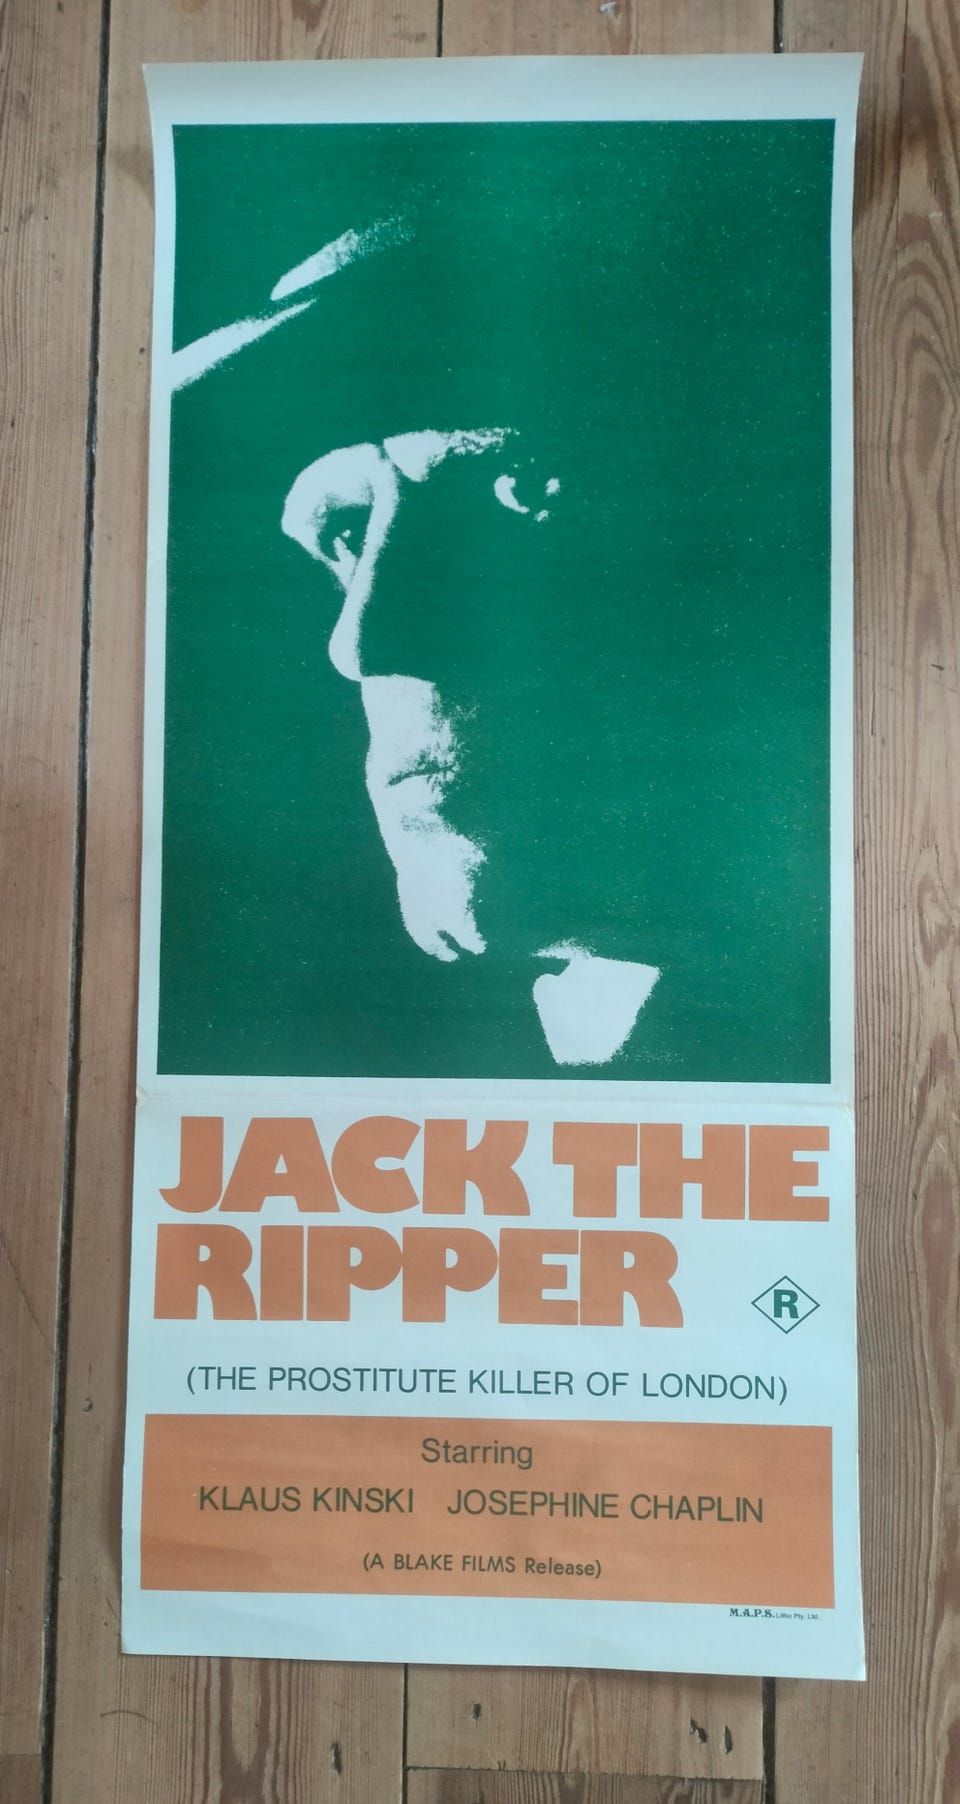 JACK THE
RIPPER
R
(THE PROSTITUTE KILLER OF LONDON)
Starring
KLAUS KINSKI JOSEPHINE CHAPLIN
(A BLAKE FILMS Release)
M.A.P.S. Litho Pty. Ltd.